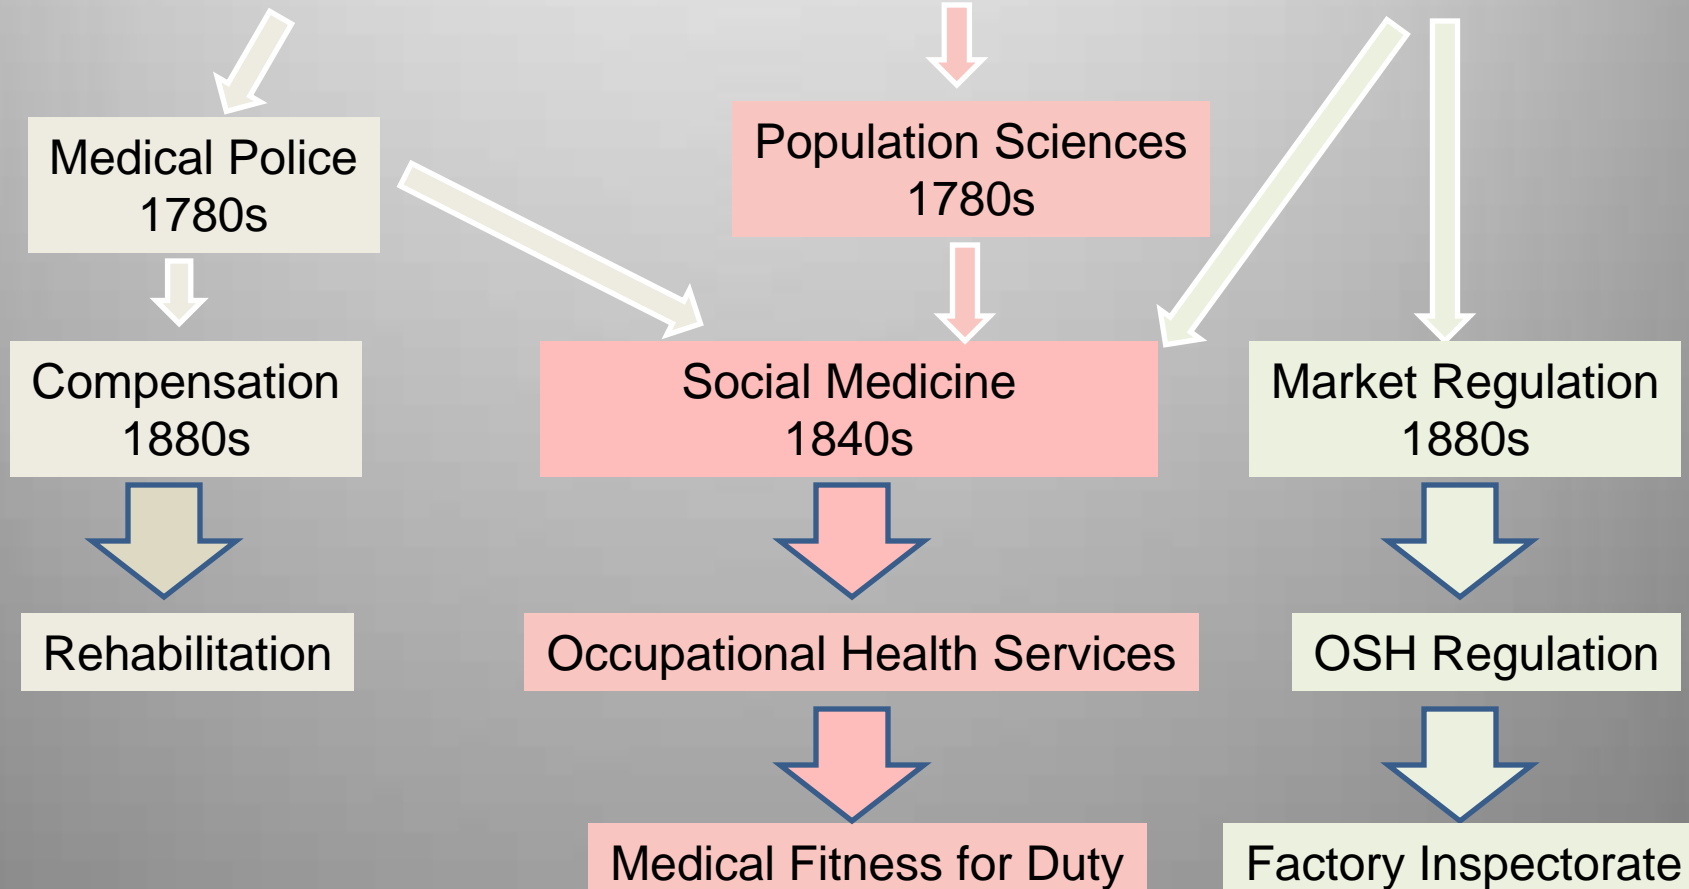 Medical Police
1780s
Population Sciences
1780s
Compensation
1880s
Social Medicine
1840s
Market Regulation
1880s
Rehabilitation
Occupational Health Services
OSH Regulation
Medical Fitness for Duty
Factory Inspectorate